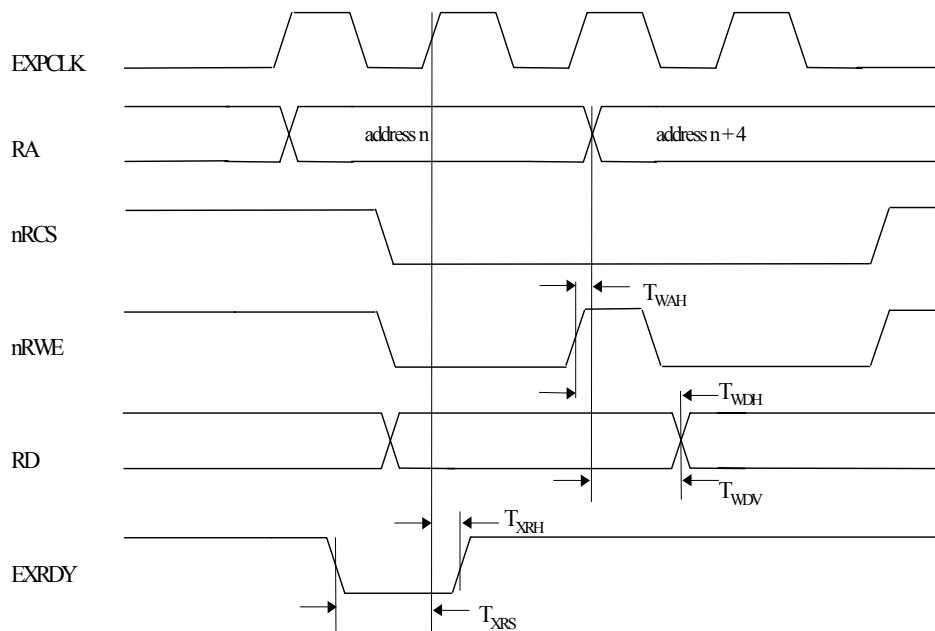 EXPCLK
RA
address n
address n + 4
nRCS
T_WAH
nRWE
T_WDH
RD
T_WDV
T_XRH
EXRDY
T_XRS